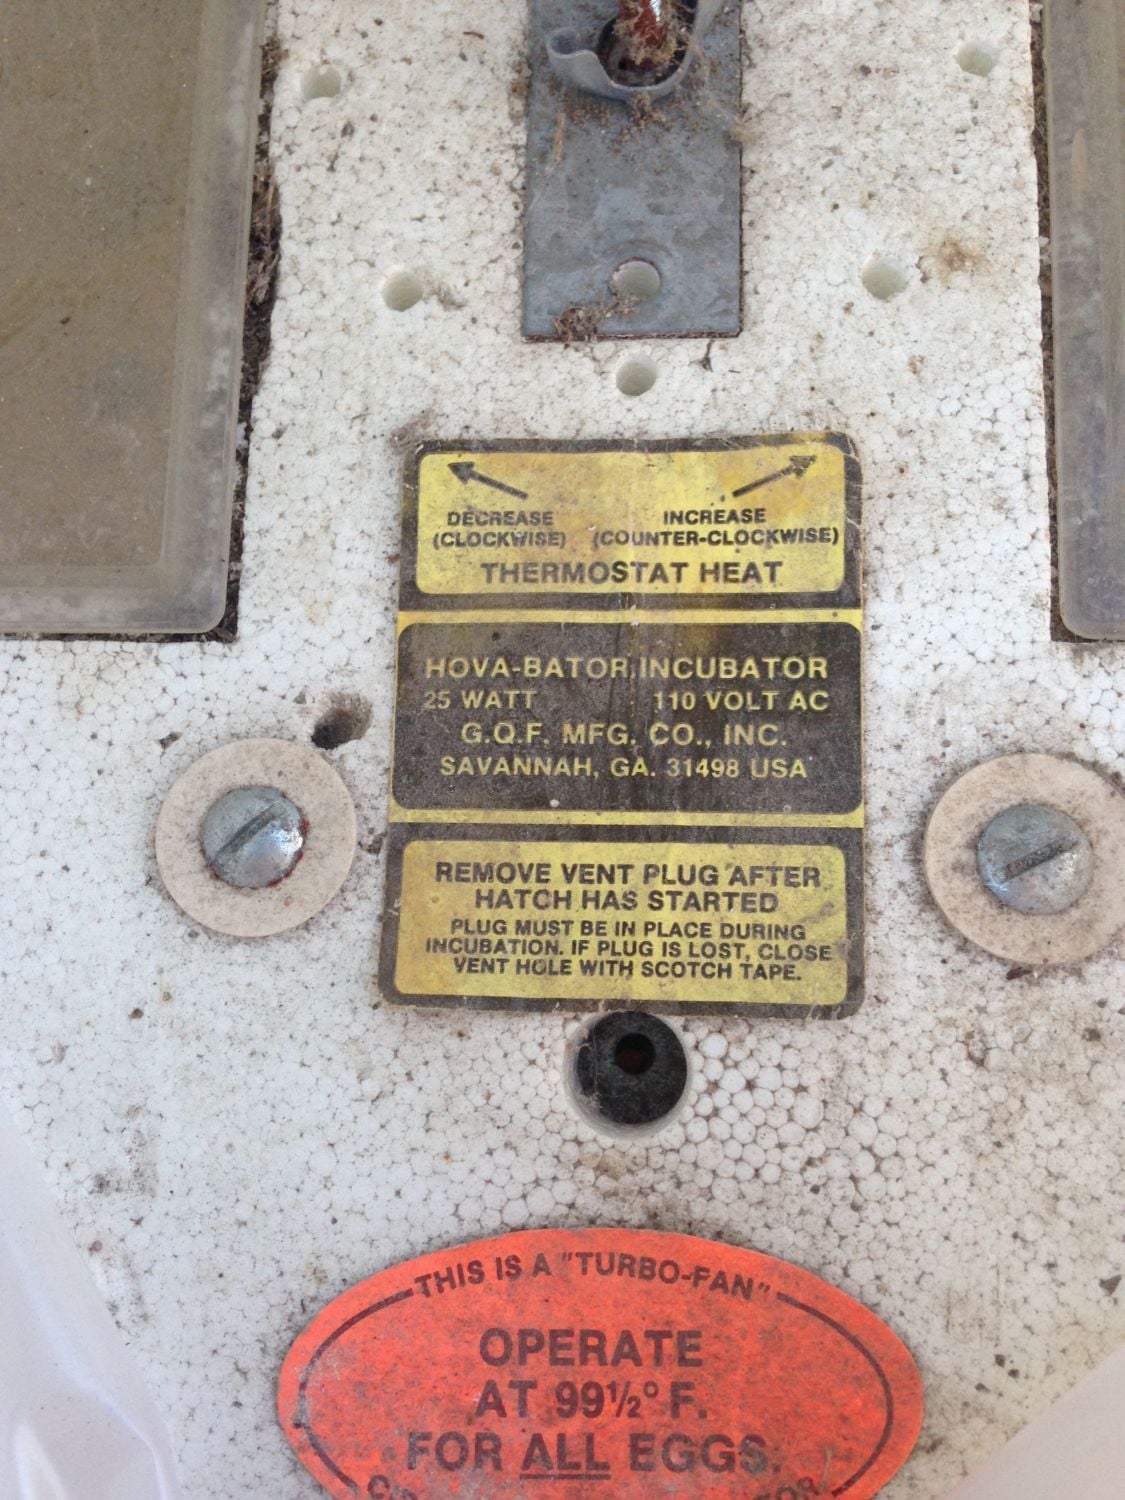 DECREASE INCREASE
(CLOCKWISE) (COUNTER-CLOCKWISE)
THERMOSTAT HEAT
HOVA-BATOR INCUBATOR
25 WATT 110 VOLT AC
G.Q.F. MFG. CO., INC.
SAVANNAH, GA. 31498 USA
REMOVE VENT PLUG AFTER
HATCH HAS STARTED
PLUG MUST BE IN PLACE DURING
INCUBATION. IF PLUG IS LOST, CLOSE
VENT HOLE WITH SCOTCH TAPE.
THIS IS A "TURBO-FAN"
OPERATE
AT 99½° F.
FOR ALL EGGS.